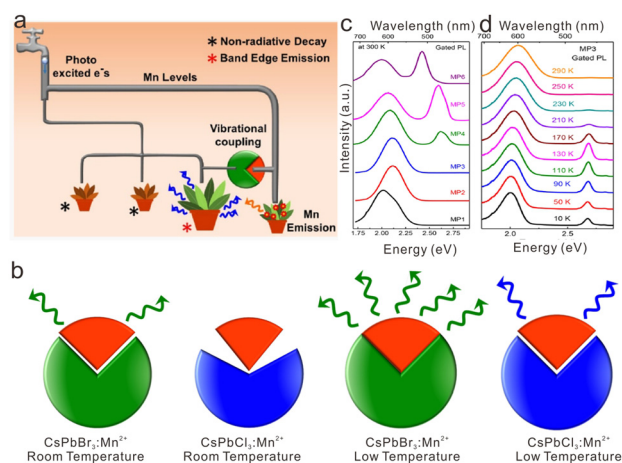 a
* Non-radiative Decay
* Band Edge Emission
Photo
excited e⁻s
Mn Levels
Vibrational
coupling
*
*
*
Mn
Emission
c
Wavelength (nm)
700 600 500
at 300 K
Gated PL
MP6
MP5
MP4
MP3
MP2
MP1
Intensity (a.u.)
1.75 2.00 2.25 2.50 2.75
Energy (eV)
d
Wavelength (nm)
600 500
MP3
Gated PL
290 K
250 K
230 K
210 K
170 K
130 K
110 K
90 K
50 K
10 K
2.0 2.5
Energy (eV)
b
CsPbBr₃:Mn²⁺
Room Temperature
CsPbCl₃:Mn²⁺
Room Temperature
CsPbBr₃:Mn²⁺
Low Temperature
CsPbCl₃:Mn²⁺
Low Temperature